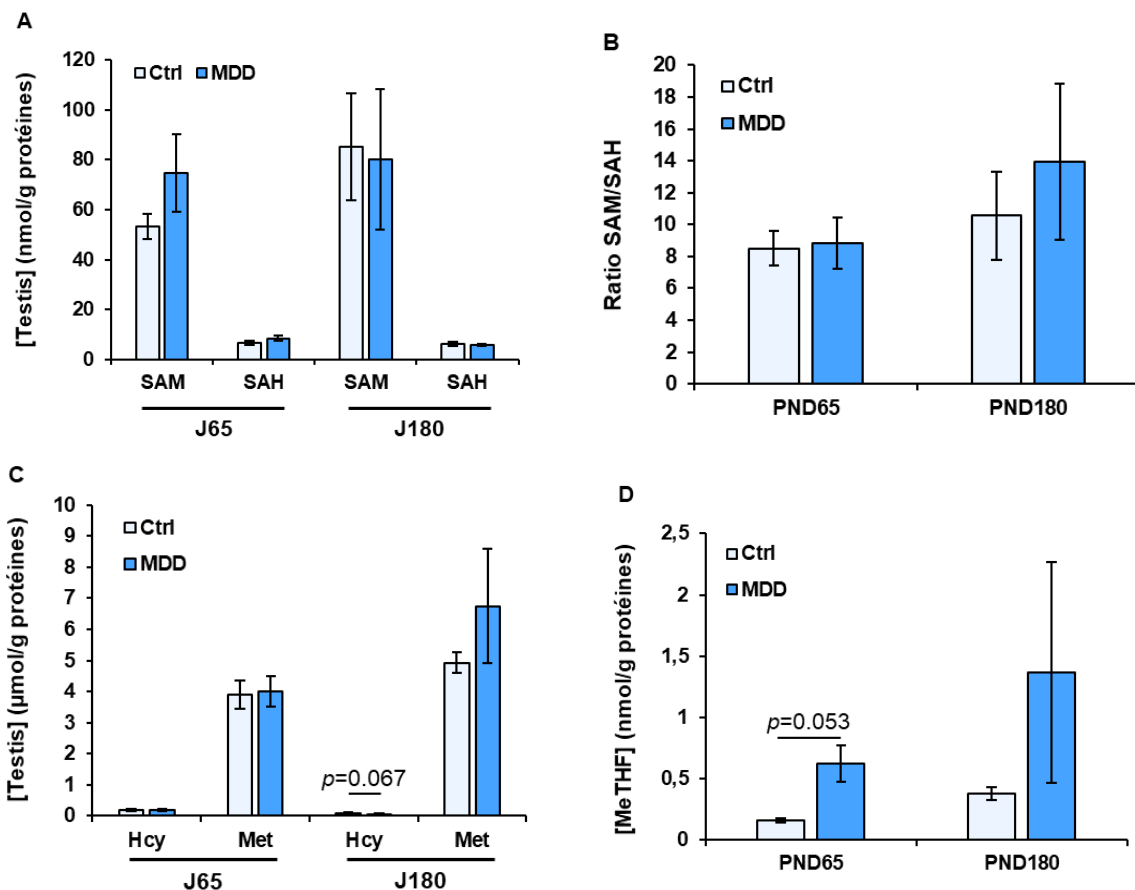 A
[Testis] (nmol/g protéines)
120
100
80
60
40
20
0
Ctrl MDD
SAM SAH SAM SAH
J65 J180
B
Ratio SAM/SAH
20
18
16
14
12
10
8
6
4
2
0
Ctrl
MDD
PND65 PND180
C
[Testis] (µmol/g protéines)
10
9
8
7
6
5
4
3
2
1
0
Ctrl
MDD
p=0.067
Hcy Met Hcy Met
J65 J180
D
[MeTHF] (nmol/g protéines)
2,5
2
1,5
1
0,5
0
Ctrl
MDD
p=0.053
PND65 PND180